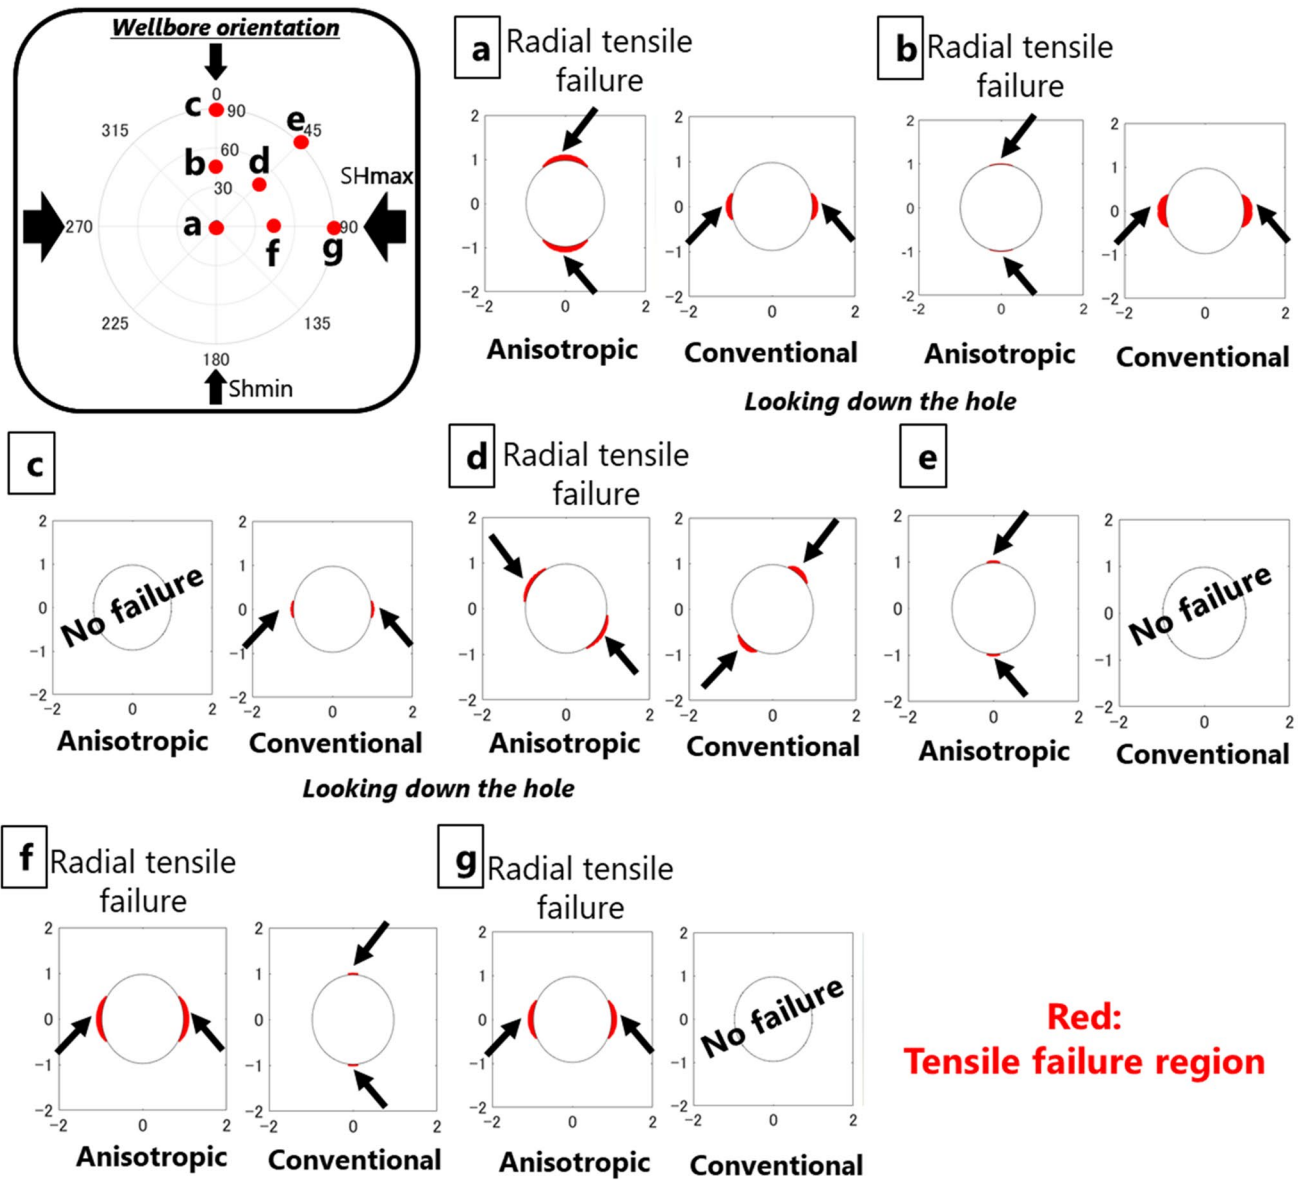 Wellbore orientation
0
c
90
e
45
315
60
b
d
30
SHmax
a
270
90
f
g
225
135
180
Shmin
a
Radial tensile
failure
2
1
0
−1
−2
−2
0
2
Anisotropic
2
1
0
−1
−2
−2
0
2
Conventional
b
Radial tensile
failure
2
1
0
−1
−2
−2
0
2
Anisotropic
2
1
0
−1
−2
−2
0
2
Conventional
Looking down the hole
c
2
1
0
−1
−2
−2
0
2
No failure
Anisotropic
2
1
0
−1
−2
−2
0
2
Conventional
d
Radial tensile
failure
2
1
0
−1
−2
−2
0
2
Anisotropic
2
1
0
−1
−2
−2
0
2
Conventional
e
2
1
0
−1
−2
−2
0
2
Anisotropic
2
1
0
−1
−2
−2
0
2
No failure
Conventional
Looking down the hole
f
Radial tensile
failure
2
1
0
−1
−2
−2
0
2
Anisotropic
2
1
0
−1
−2
−2
0
2
Conventional
g
Radial tensile
failure
2
1
0
−1
−2
−2
0
2
Anisotropic
2
1
0
−1
−2
−2
0
2
No failure
Conventional
Red:
Tensile failure region